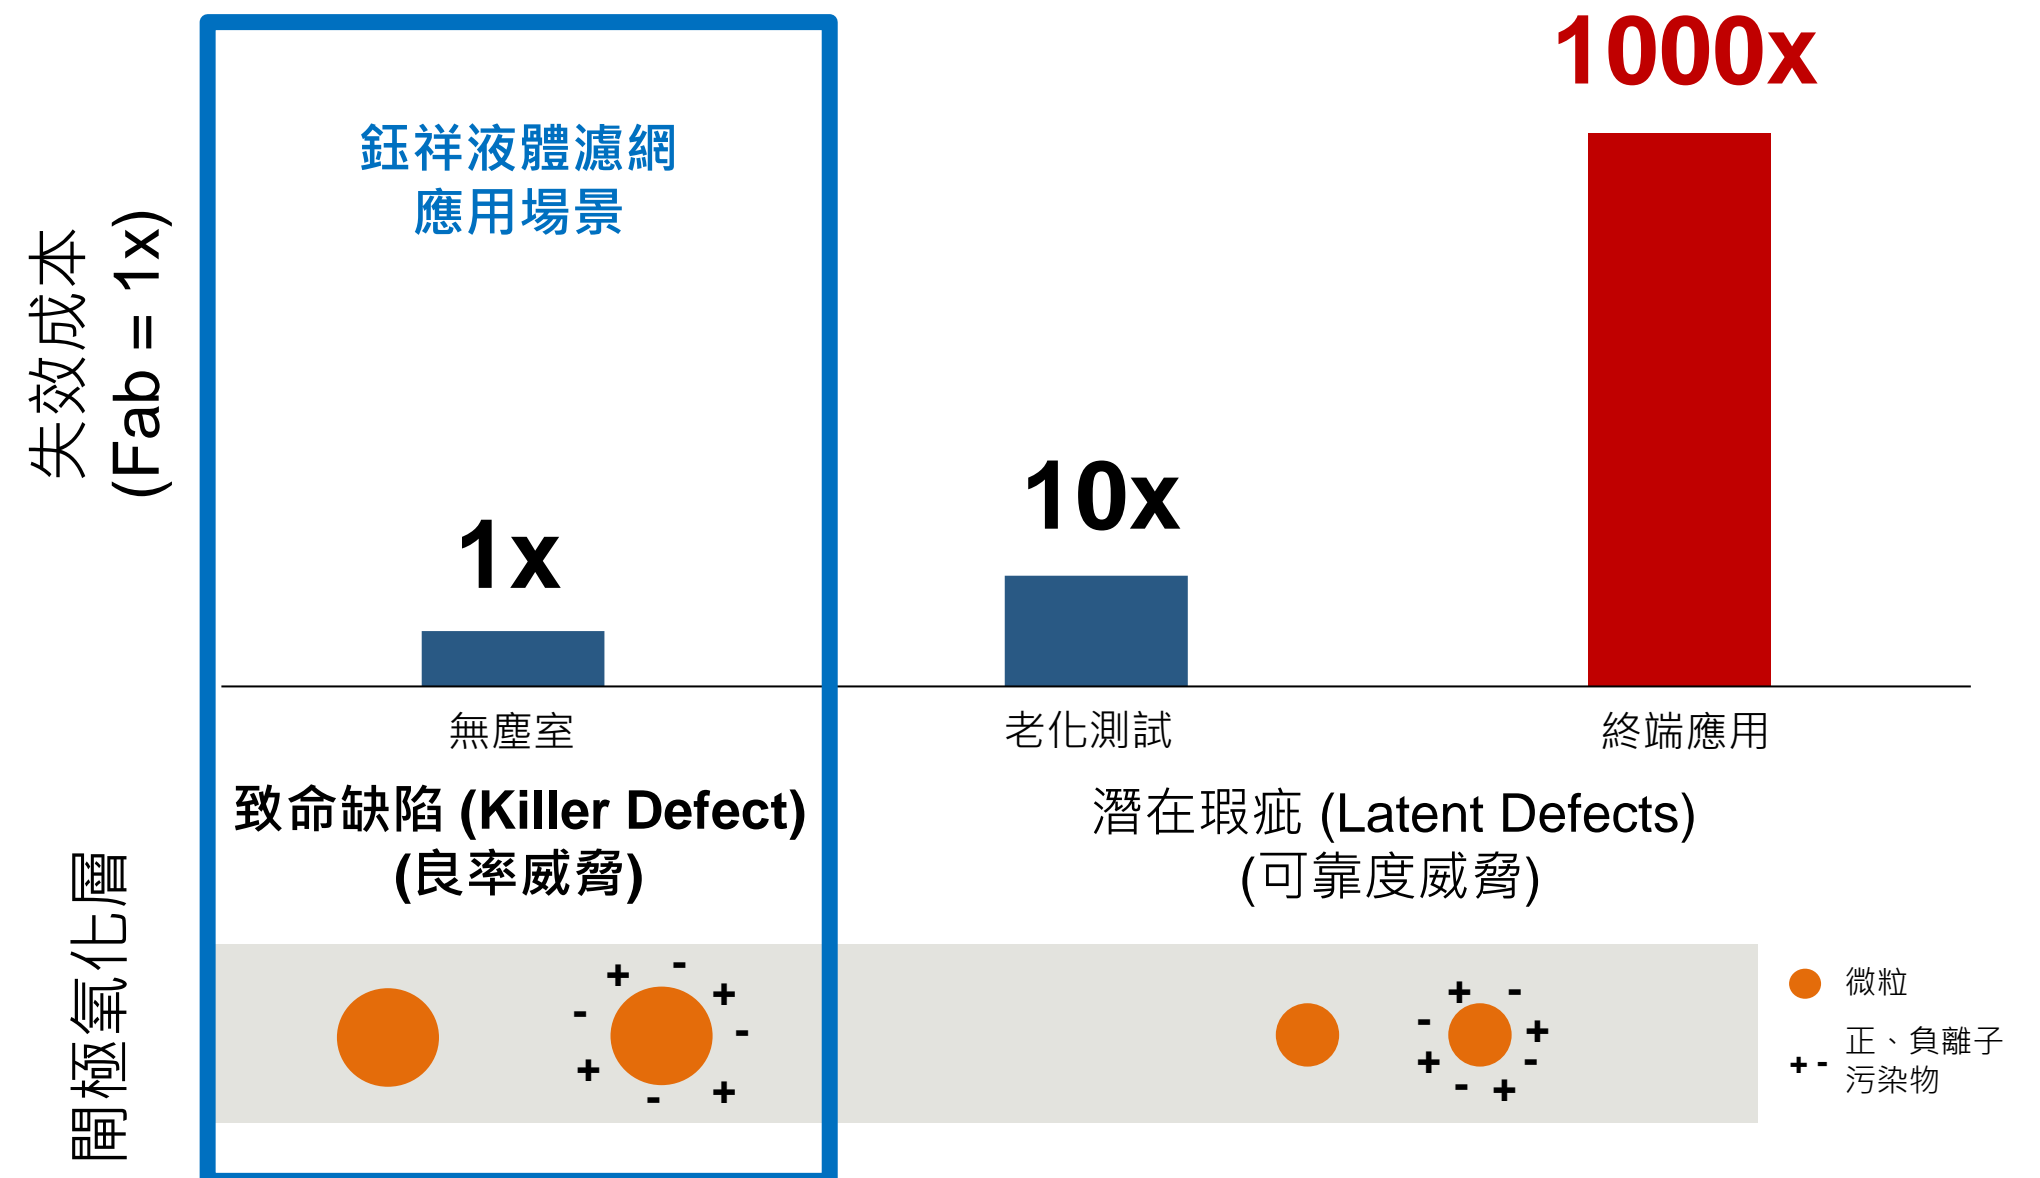 鈺祥液體濾網
應用場景
1000x
10x
1x
失效成本
(Fab = 1x)
無塵室
老化測試
終端應用
致命缺陷 (Killer Defect)
(良率威脅)
潛在瑕疵 (Latent Defects)
(可靠度威脅)
閘極氧化層
微粒
+ - 正、負離子
污染物